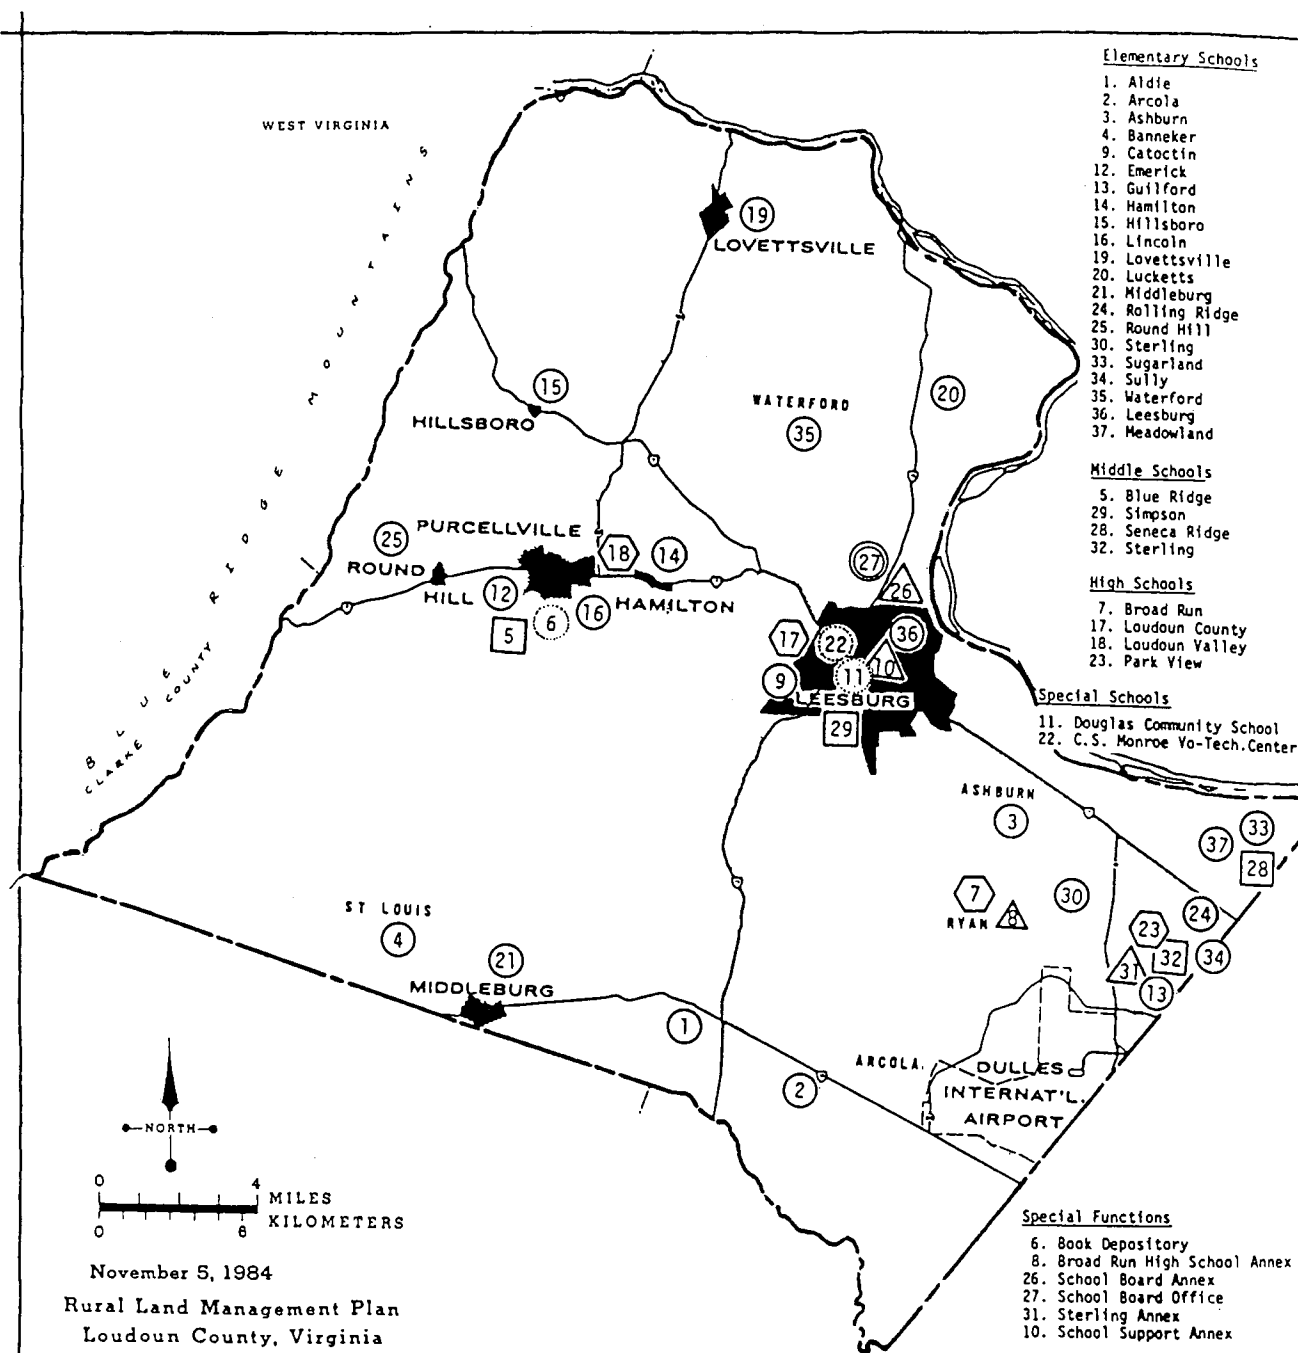 Elementary Schools
1. Aldie
2. Arcola
3. Ashburn
4. Banneker
9. Catoctin
12. Emerick
13. Guilford
14. Hamilton
15. Hillsboro
16. Lincoln
19. Lovettsville
20. Lucketts
21. Middleburg
24. Rolling Ridge
25. Round Hill
30. Sterling
33. Sugarland
34. Sully
35. Waterford
36. Leesburg
37. Meadowland
Middle Schools
5. Blue Ridge
29. Simpson
28. Seneca Ridge
32. Sterling
High Schools
7. Broad Run
17. Loudoun County
18. Loudoun Valley
23. Park View
Special Schools
11. Douglas Community School
22. C.S. Monroe Vo-Tech.Center
WEST VIRGINIA
BLUE RIDGE MOUNTAINS
CLARKE COUNTY
19
LOVETTSVILLE
15
HILLSBORO
WATERFORD
35
20
25
PURCELLVILLE
18
14
ROUND
HILL
12
6
16
HAMILTON
5
27
26
17
22
36
10
9
11
LEESBURG
29
ASHBURN
3
33
37
28
7
30
RYAN
8
24
23
32
34
31
13
ST LOUIS
4
21
MIDDLEBURG
1
ARCOLA
2
DULLES
INTERNAT'L.
AIRPORT
NORTH
0 4
MILES
KILOMETERS
0 6
November 5, 1984
Rural Land Management Plan
Loudoun County, Virginia
Special Functions
6. Book Depository
8. Broad Run High School Annex
26. School Board Annex
27. School Board Office
31. Sterling Annex
10. School Support Annex